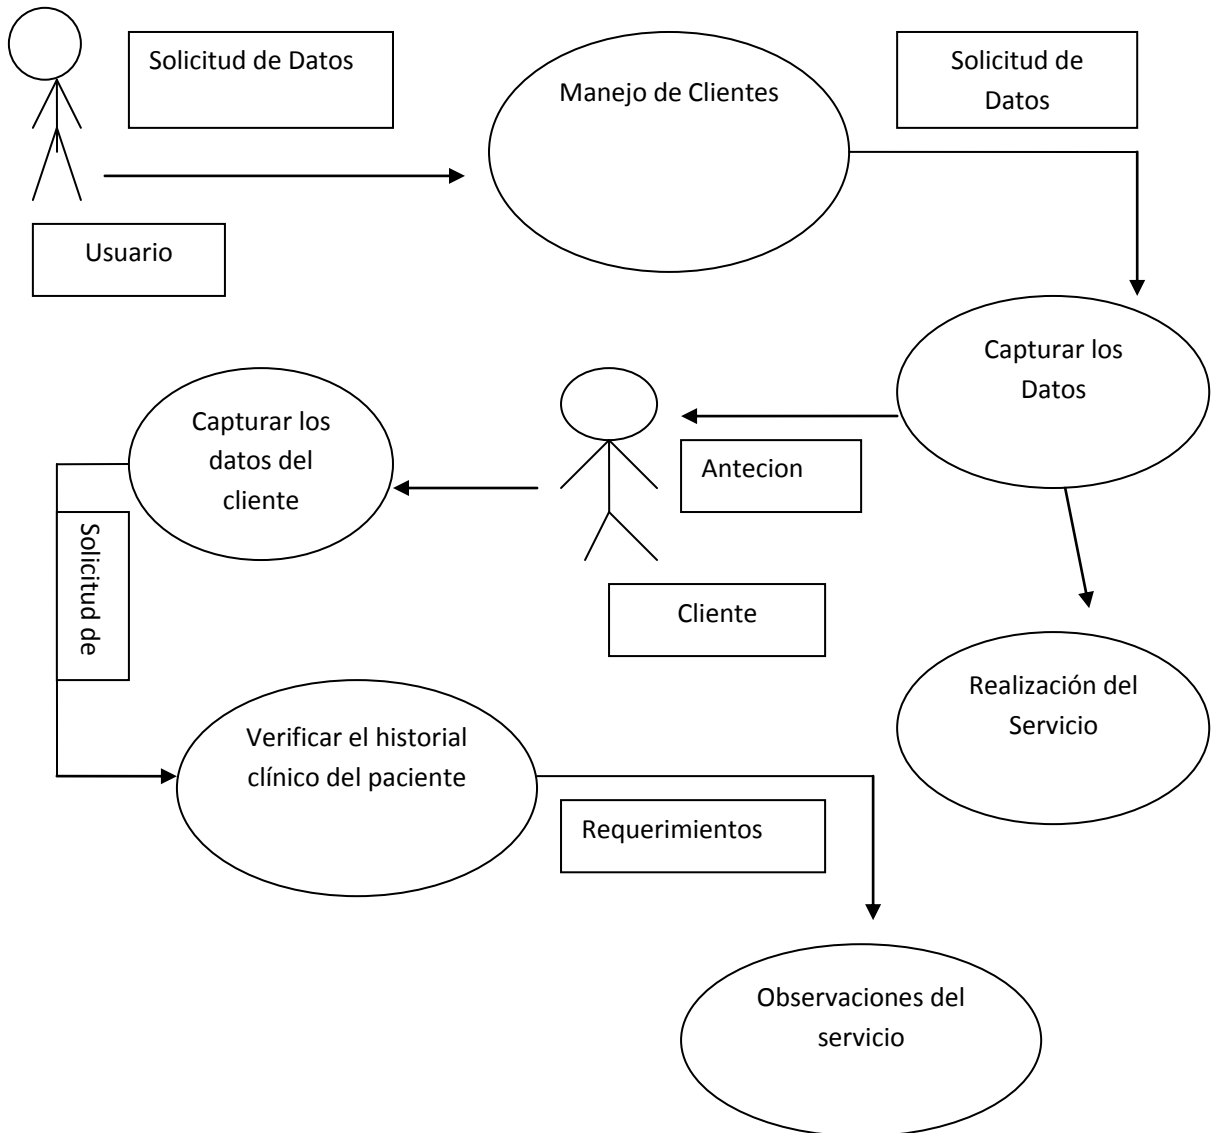 Solicitud de Datos
Manejo de Clientes
Solicitud de
Datos
Usuario
Capturar los
Datos
Capturar los
datos del
cliente
Antecion
Solicitud de
Cliente
Realización del
Servicio
Verificar el historial
clínico del paciente
Requerimientos
Observaciones del
servicio